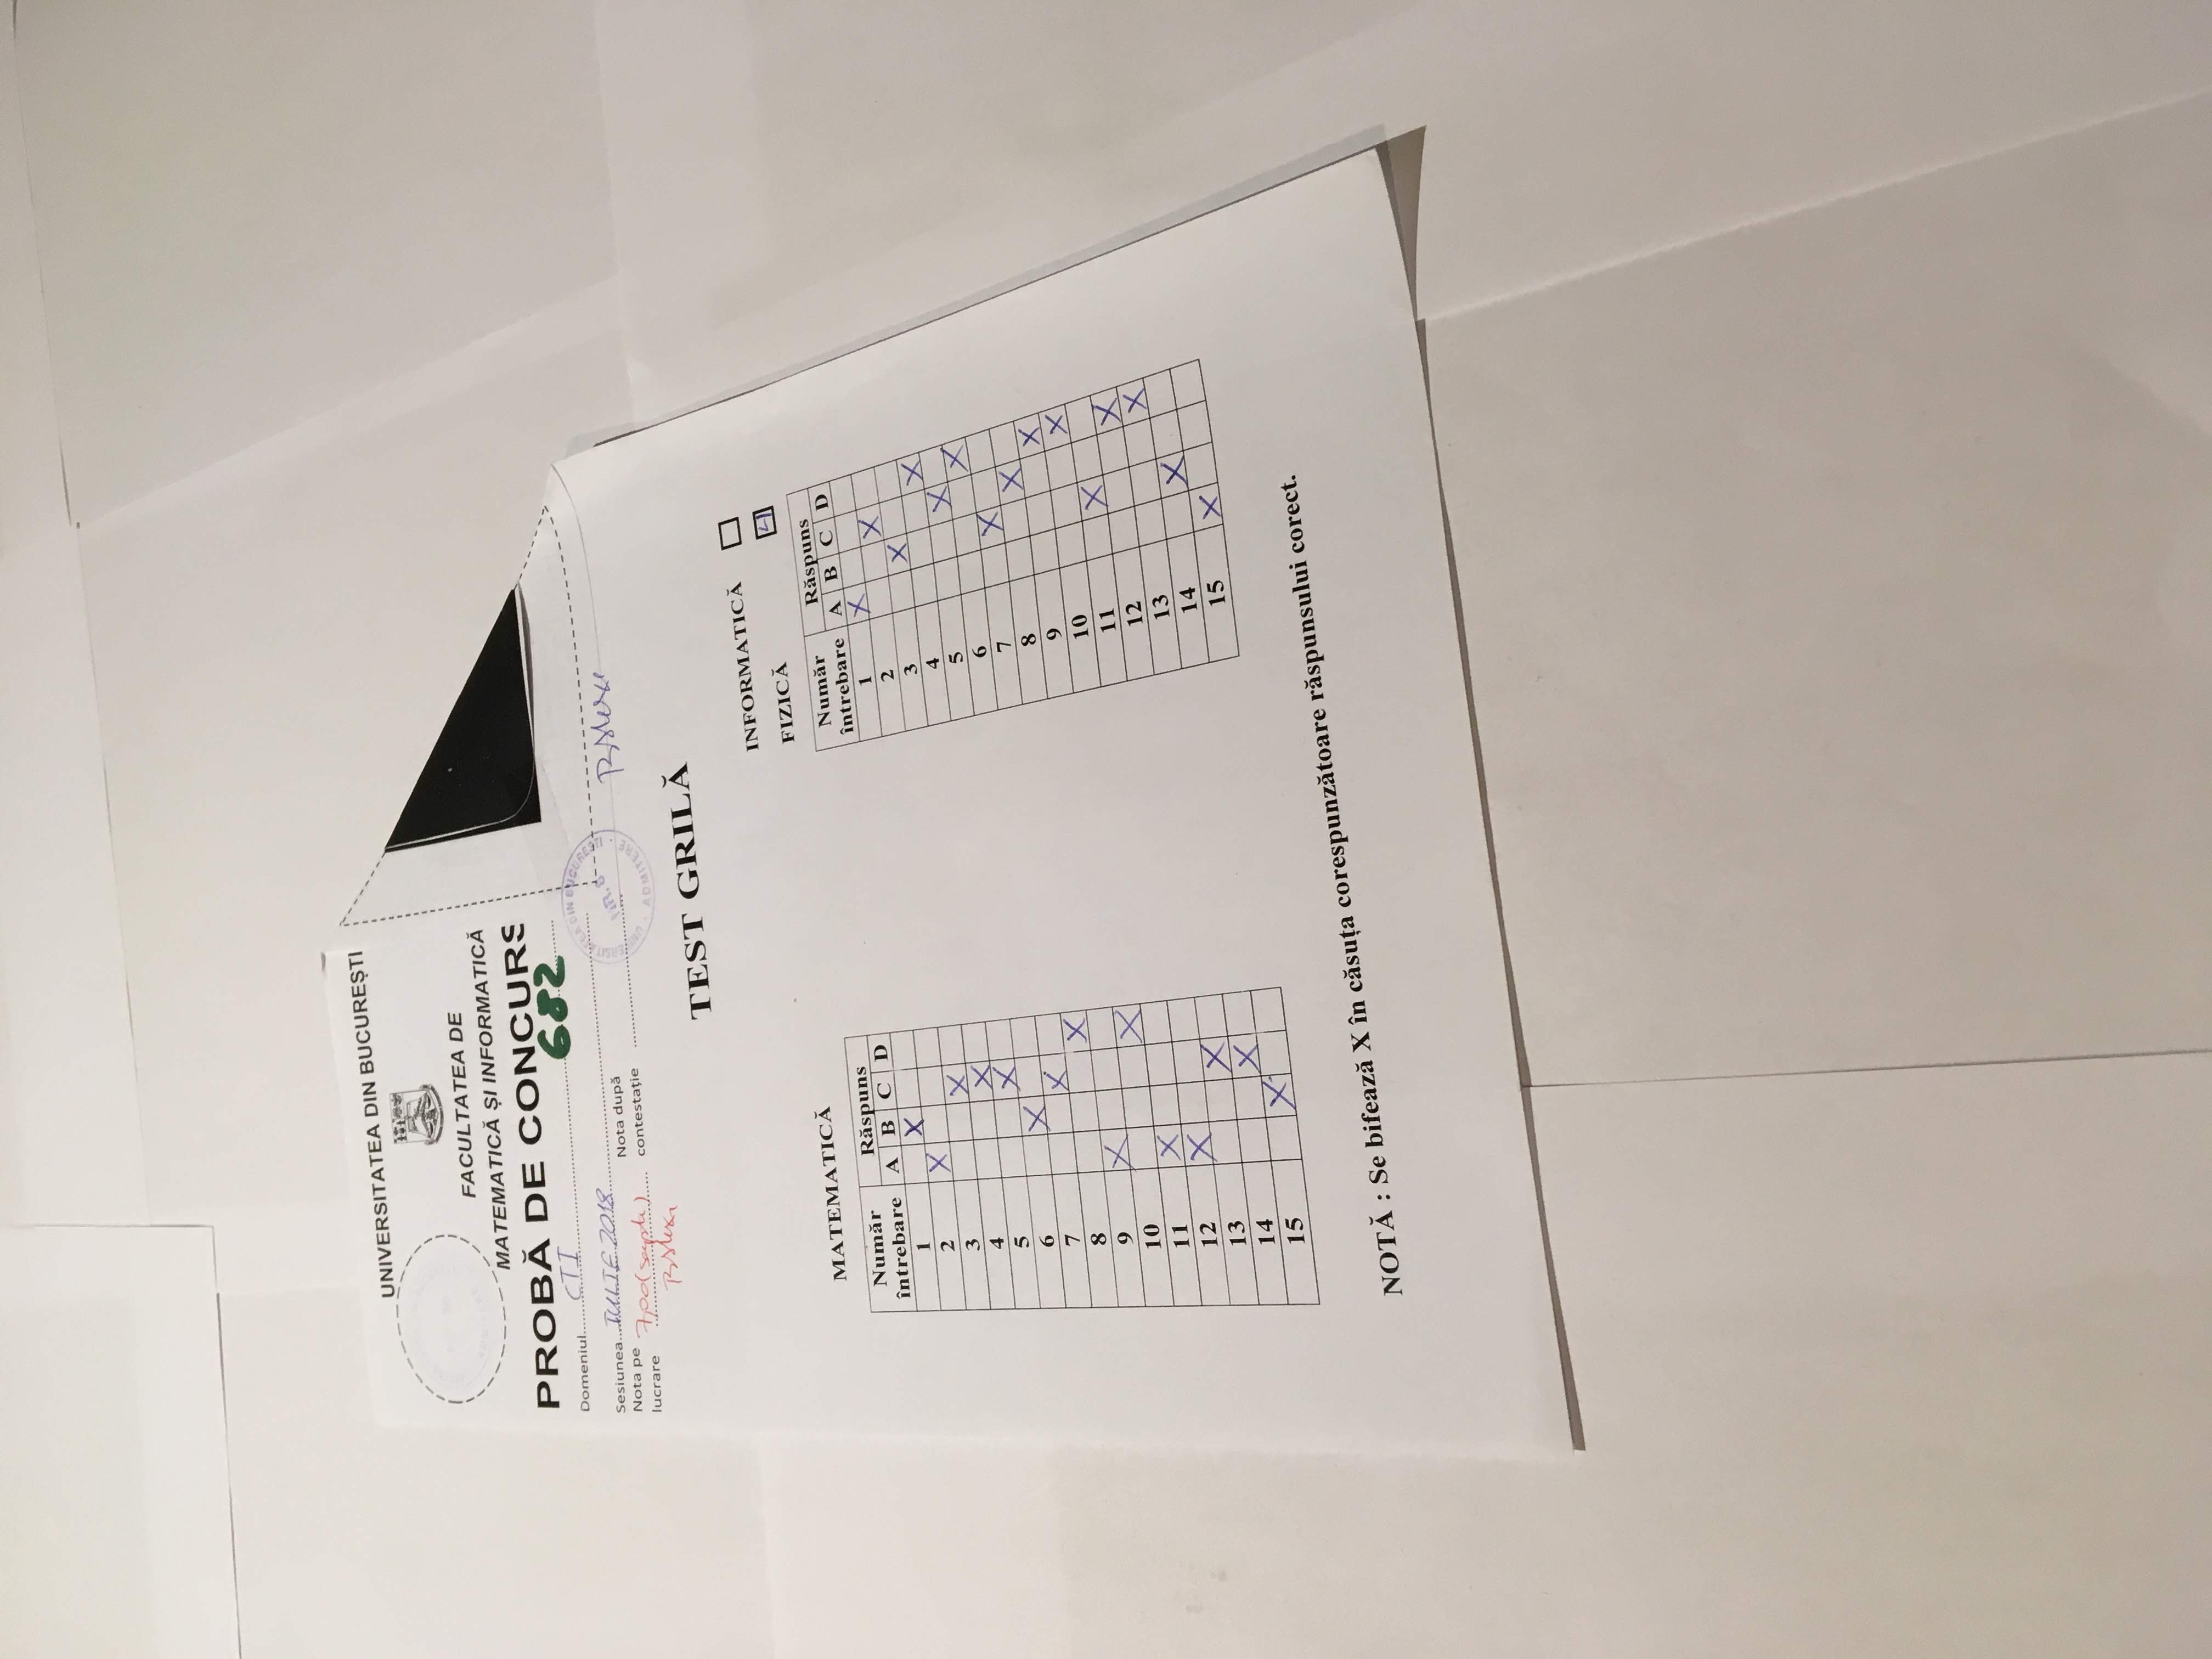 UNIVERSITATEA DIN BUCUREȘTI
FACULTATEA DE
MATEMATICĂ ȘI INFORMATICĂ
PROBĂ DE CONCURS
682
Domeniul CTI
Sesiunea IULIE 2018
Nota pe lucrare 7,00 (șapte)
Nota după contestație
UNIVERSITATEA DIN BUCUREȘTI
ADMITERE
TEST GRILĂ
INFORMATICĂ
FIZICĂ 4
MATEMATICĂ
Număr întrebare Răspuns
A B C D
1 X
2 X
3 X
4 X
5 X
6 X
7 X
8 X
9 X
10 X
11 X
12 X
13 X
14 X
15 X
Număr întrebare Răspuns
A B C D
1 X
2 X
3 X
4 X
5 X
6 X
7 X
8 X
9 X
10 X
11 X
12 X
13 X
14 X
15 X
NOTĂ : Se bifează X în căsuța corespunzătoare răspunsului corect.